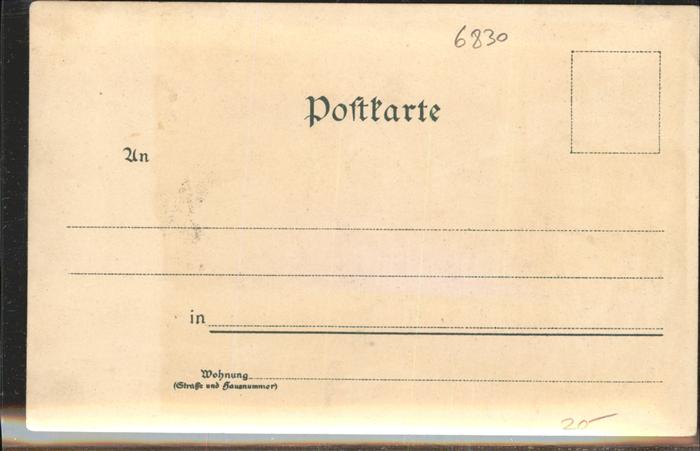 6830
Postkarte
An
in
Wohnung
(Straße und Hausnummer)
20-